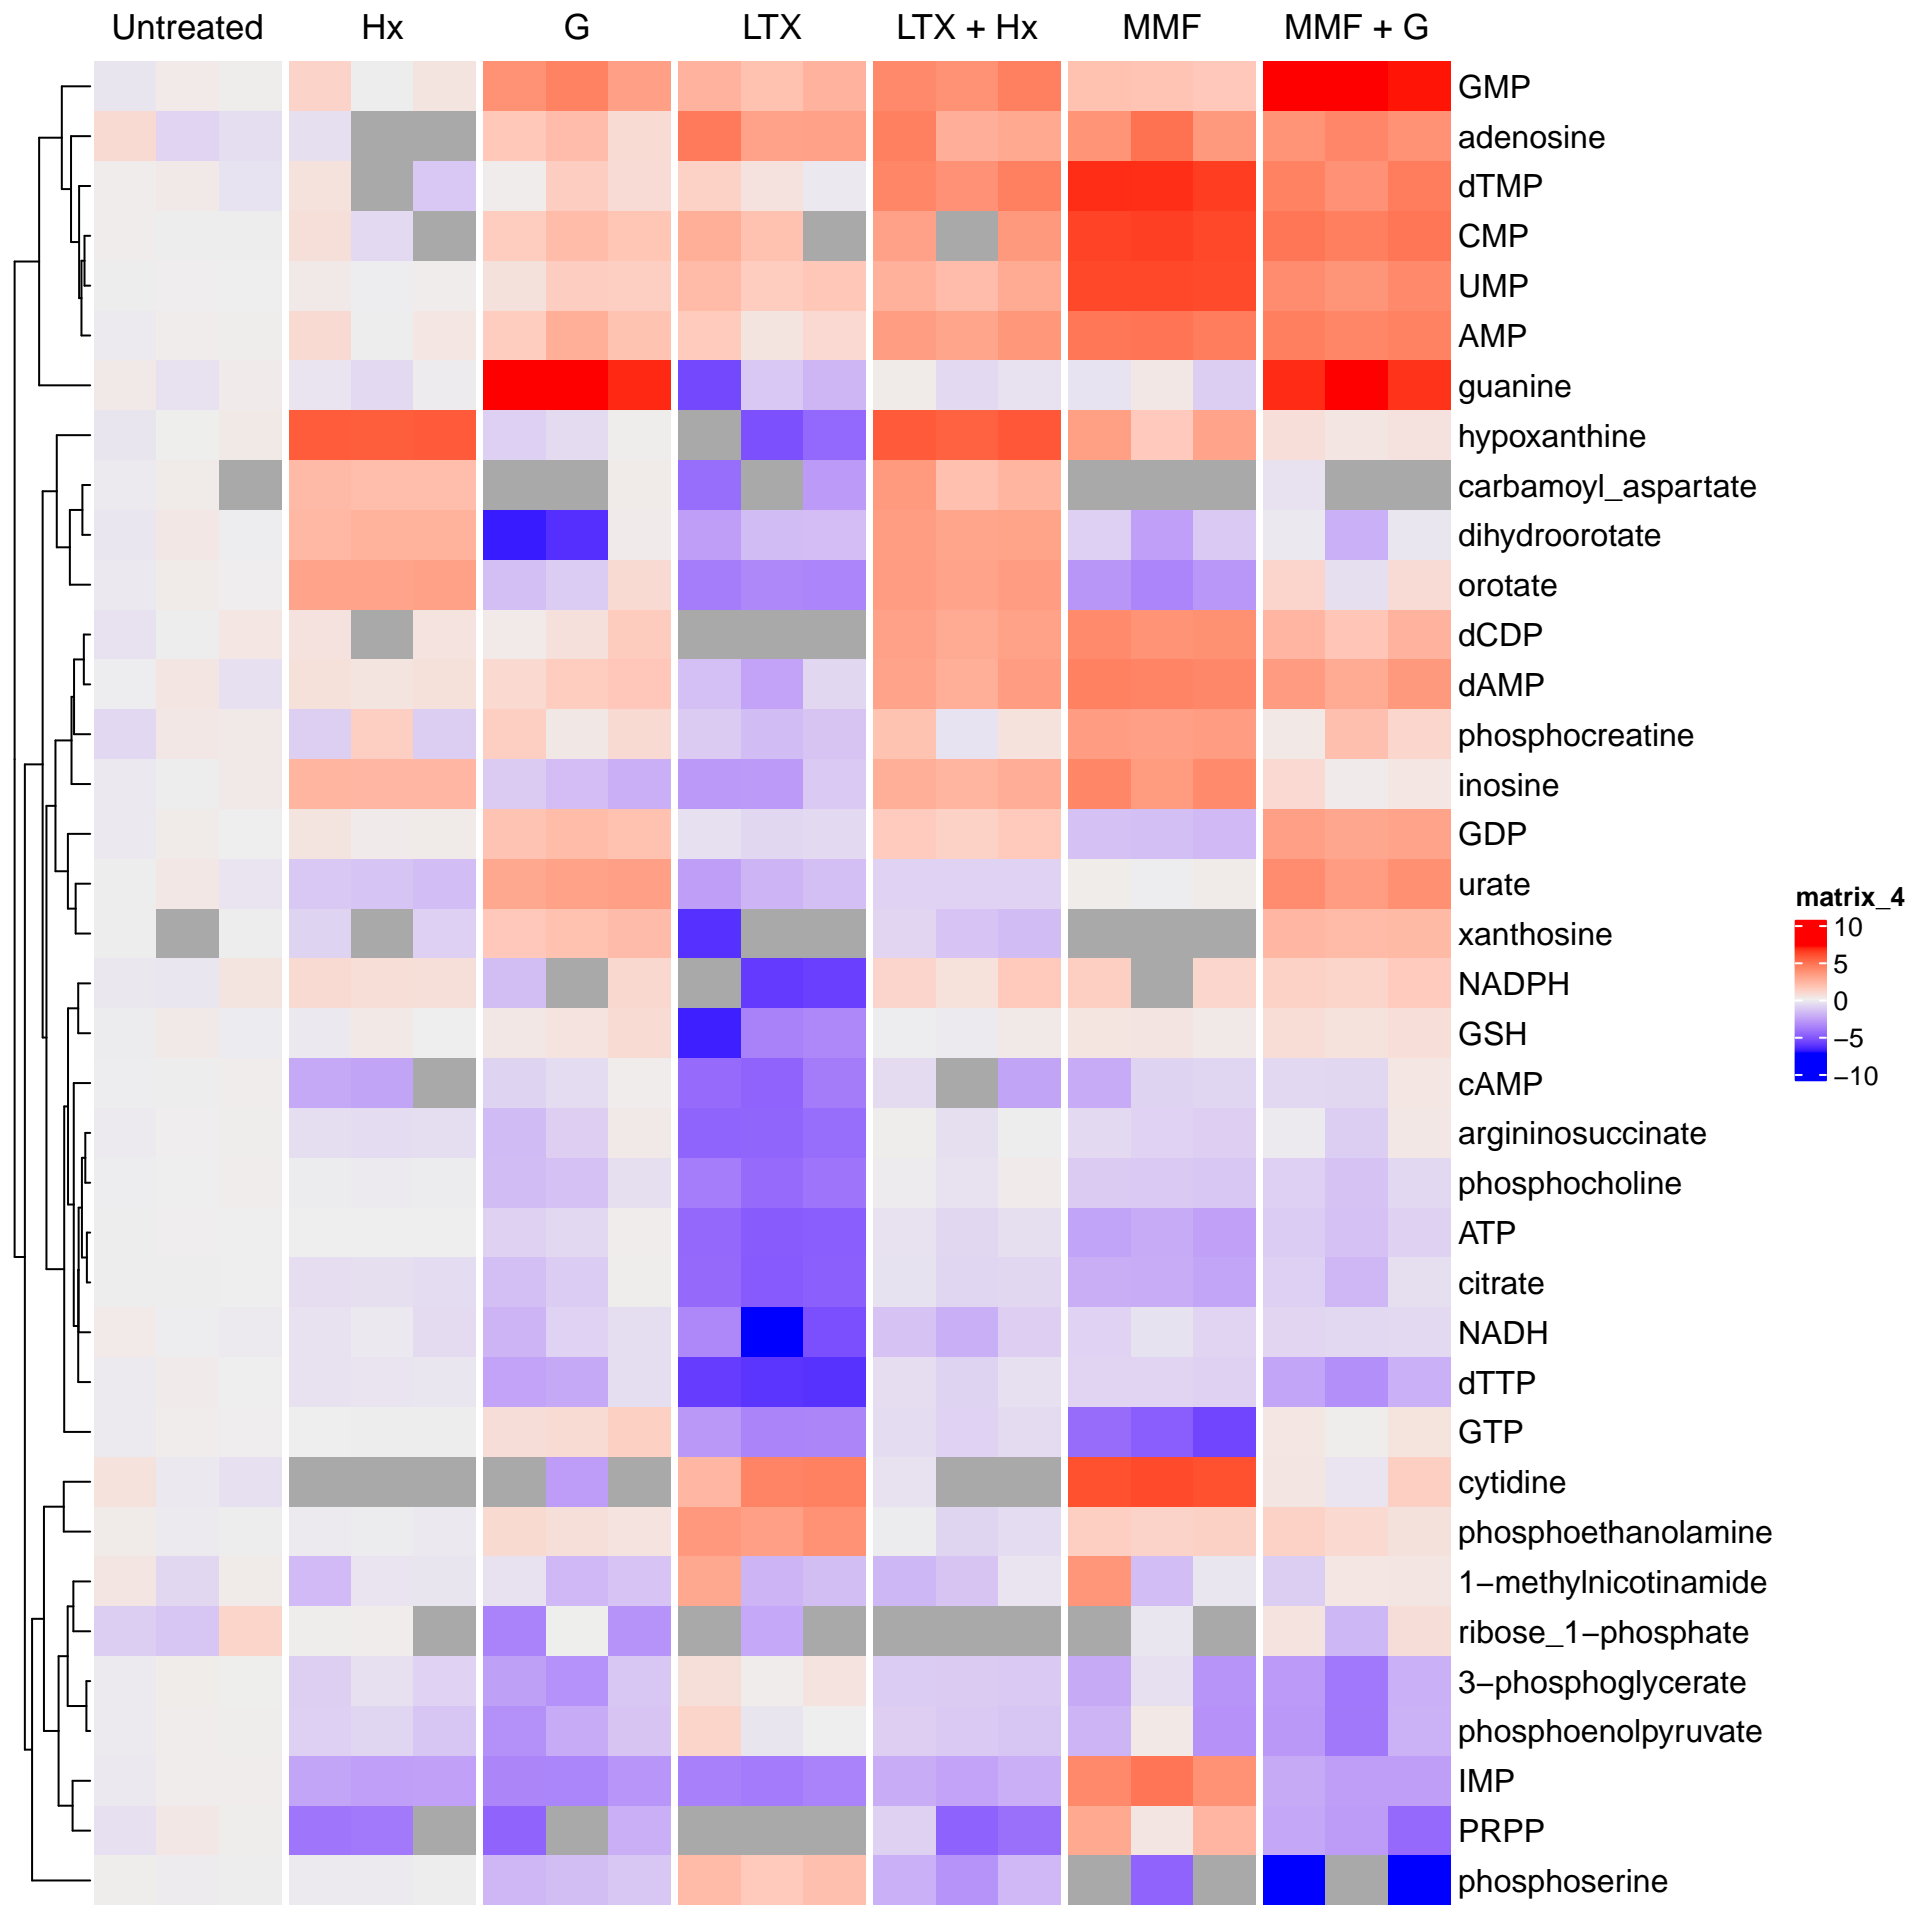 Untreated Hx G LTX LTX + Hx MMF MMF + G
GMP
adenosine
dTMP
CMP
UMP
AMP
guanine
hypoxanthine
carbamoyl_aspartate
dihydroorotate
orotate
dCDP
dAMP
phosphocreatine
inosine
GDP
urate
xanthosine
NADPH
GSH
cAMP
argininosuccinate
phosphocholine
ATP
citrate
NADH
dTTP
GTP
cytidine
phosphoethanolamine
1−methylnicotinamide
ribose_1−phosphate
3−phosphoglycerate
phosphoenolpyruvate
IMP
PRPP
phosphoserine
matrix_4
10
5
0
−5
−10